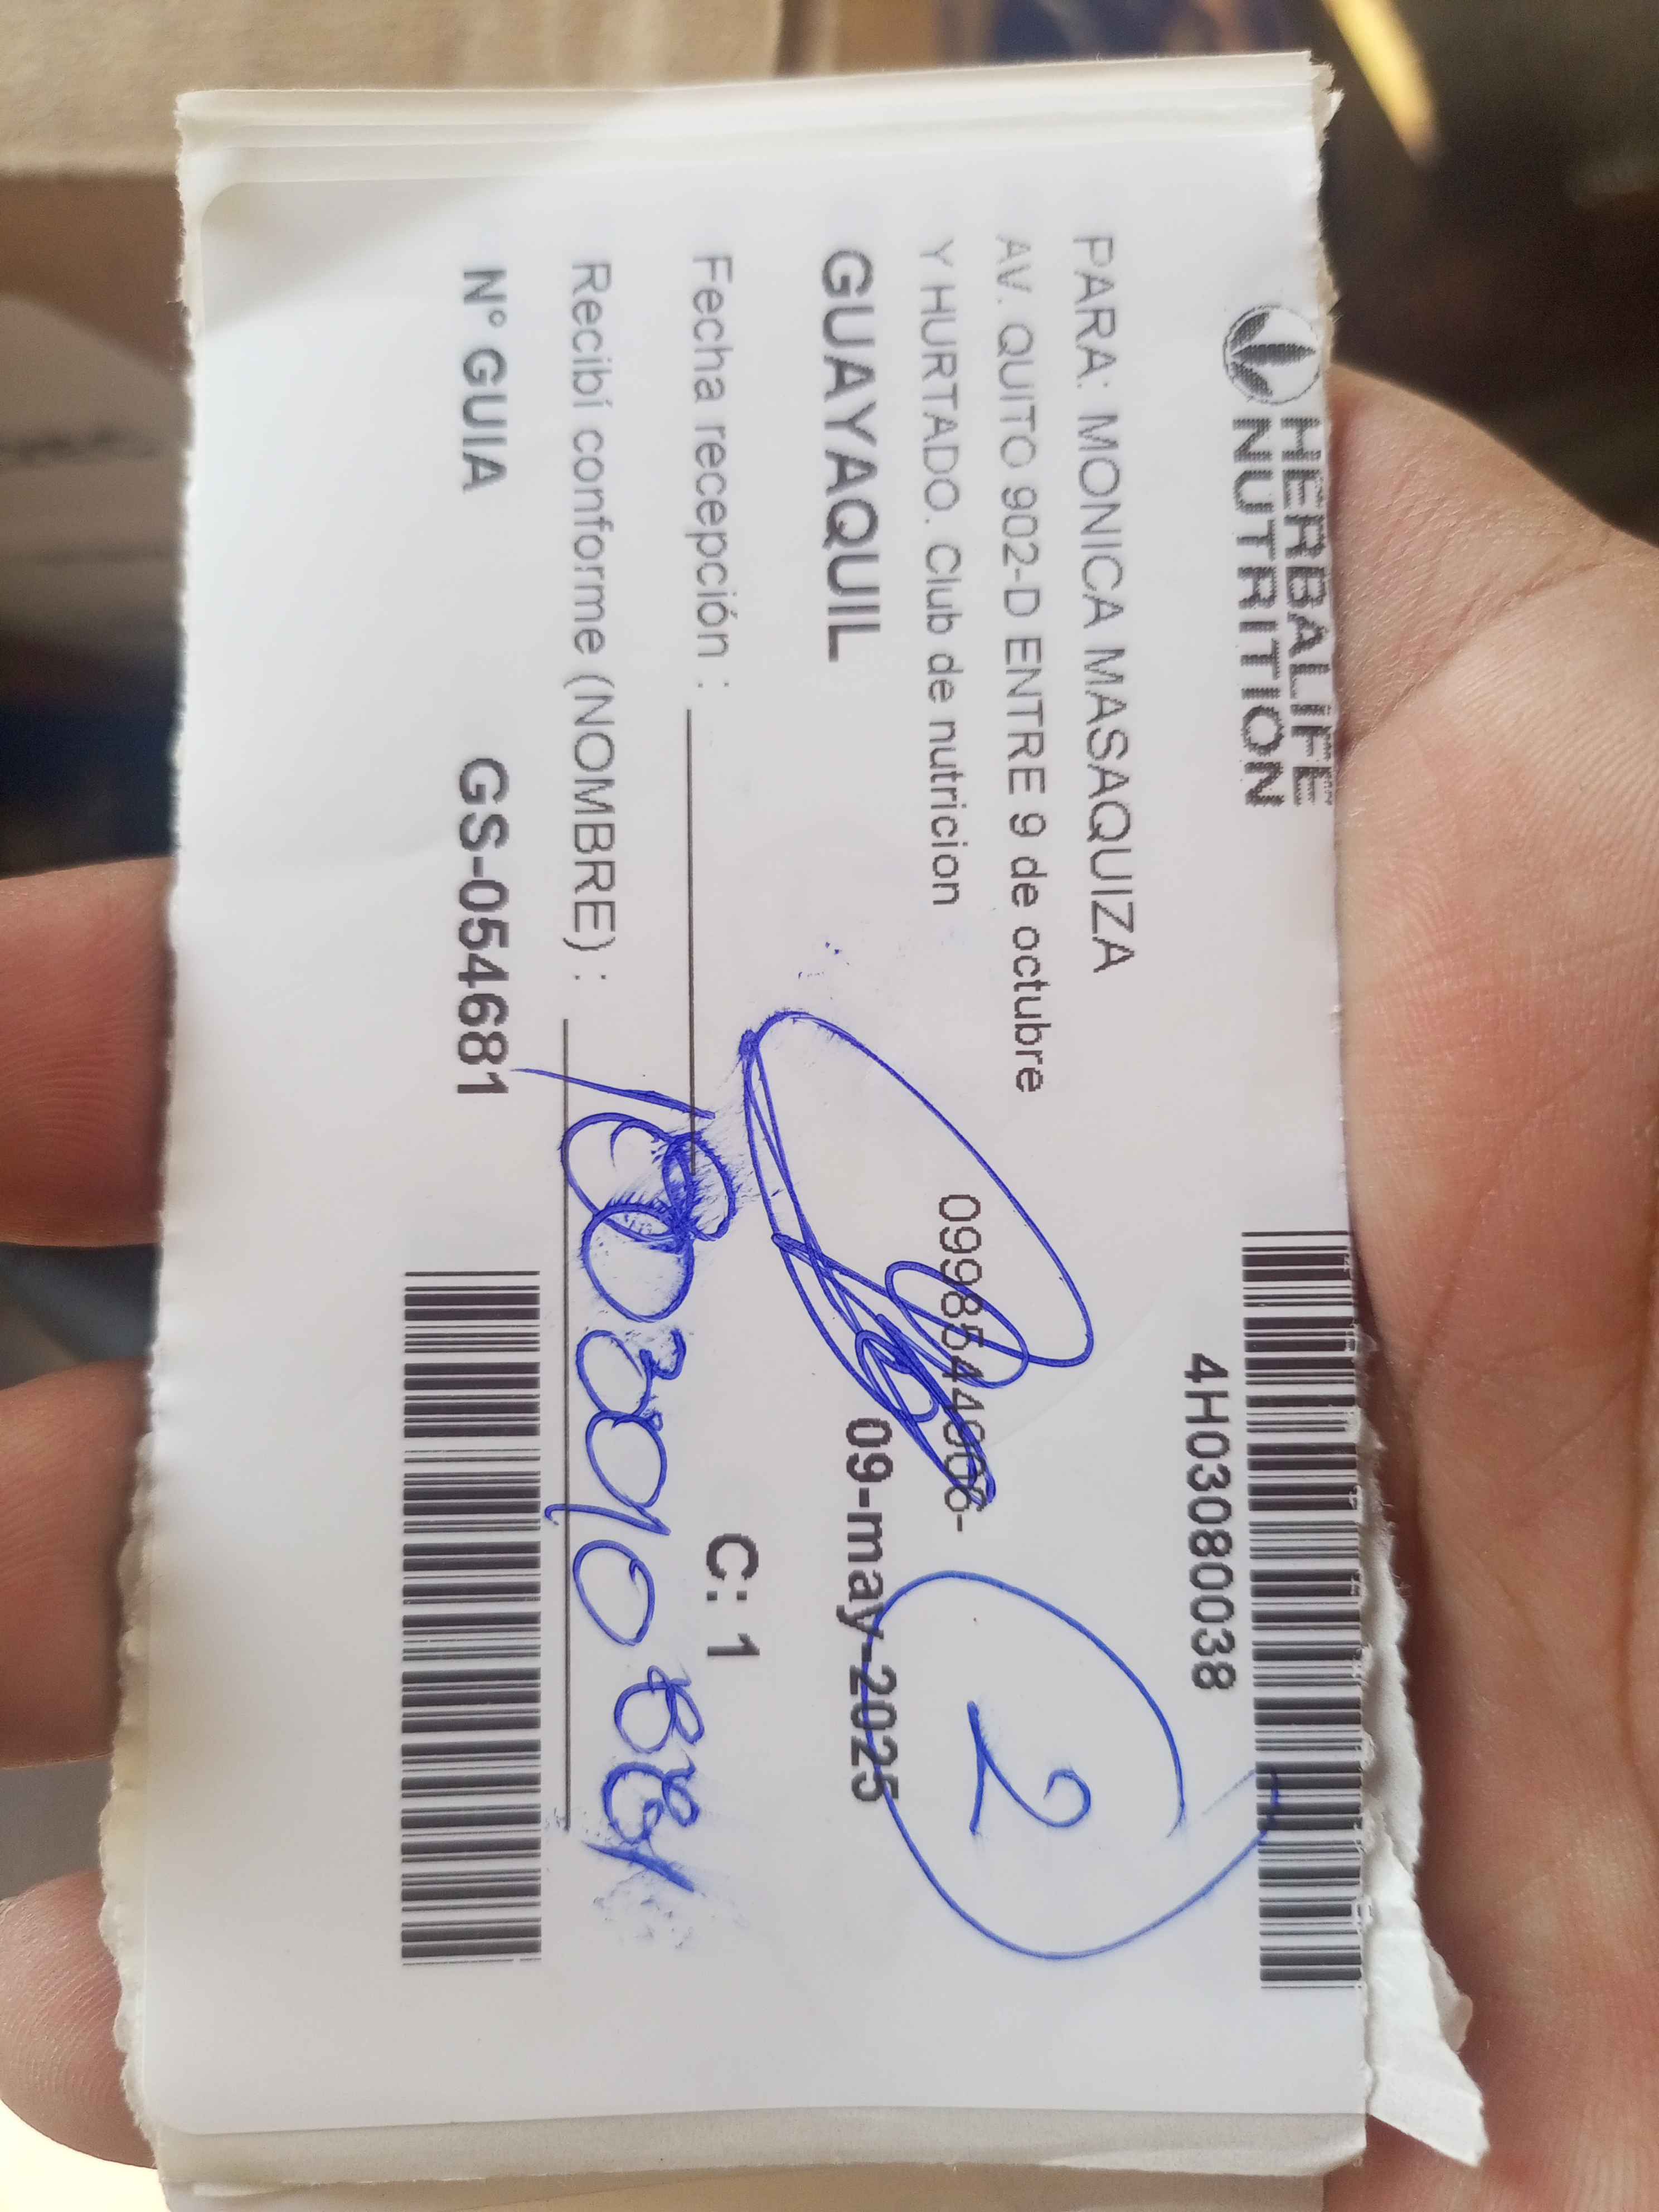 HERBALIFE
NUTRITION
4H03080038
PARA: MONICA MASAQUIZA
AV. QUITO 902-D ENTRE 9 de octubre
Y HURTADO. Club de nutricion
0998544906-
2
GUAYAQUIL
09-may-2025
Fecha recepción :
C: 1
Recibí conforme (NOMBRE) :
N° GUIA
GS-054681